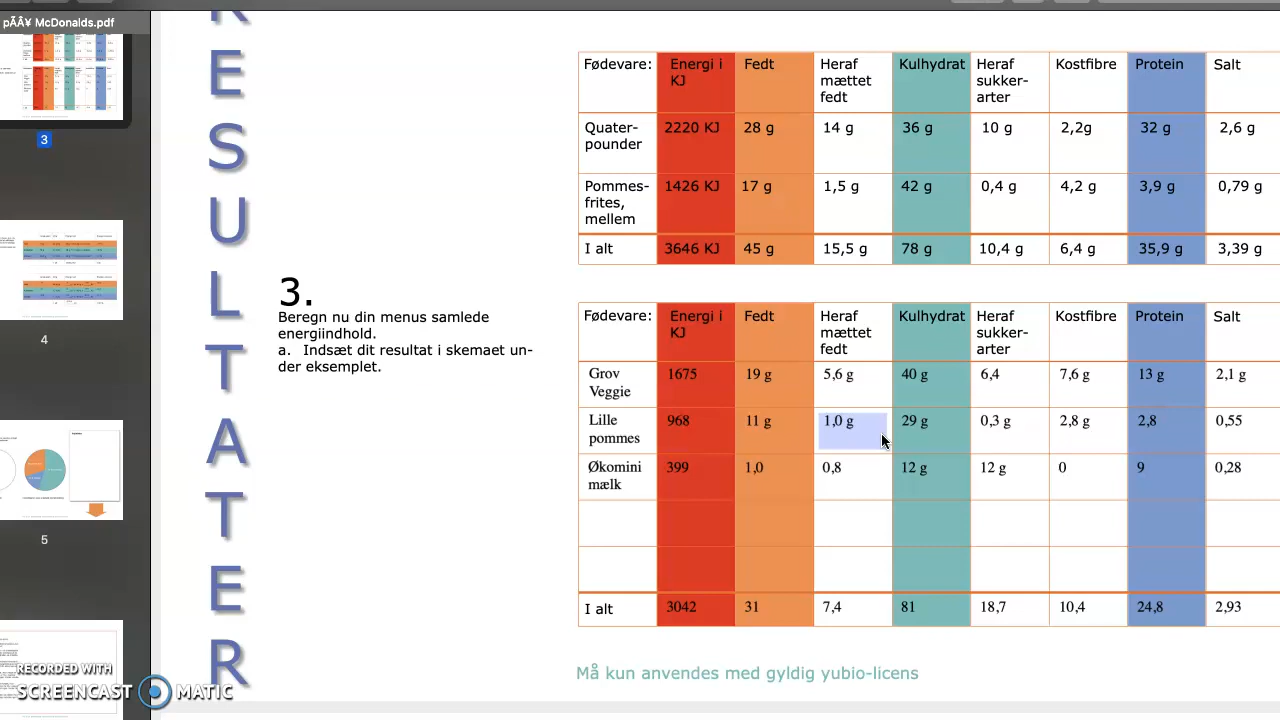 pÃÂ¥ McDonalds.pdf
3
4
5
R
E
S
U
L
T
A
T
E
R
3.
Beregn nu din menus samlede
energiindhold.
a. Indsæt dit resultat i skemaet un-
der eksemplet.
Fødevare: Energi i KJ Fedt Heraf mættet fedt Kulhydrat Heraf sukker-arter Kostfibre Protein Salt
Quater-pounder 2220 KJ 28 g 14 g 36 g 10 g 2,2g 32 g 2,6 g
Pommes-frites, mellem 1426 KJ 17 g 1,5 g 42 g 0,4 g 4,2 g 3,9 g 0,79 g
I alt 3646 KJ 45 g 15,5 g 78 g 10,4 g 6,4 g 35,9 g 3,39 g
Fødevare: Energi i KJ Fedt Heraf mættet fedt Kulhydrat Heraf sukker-arter Kostfibre Protein Salt
Grov Veggie 1675 19 g 5,6 g 40 g 6,4 7,6 g 13 g 2,1 g
Lille pommes 968 11 g 1,0 g 29 g 0,3 g 2,8 g 2,8 0,55
Økomini mælk 399 1,0 0,8 12 g 12 g 0 9 0,28
I alt 3042 31 7,4 81 18,7 10,4 24,8 2,93
Må kun anvendes med gyldig yubio-licens
RECORDED WITH
SCREENCAST MATIC